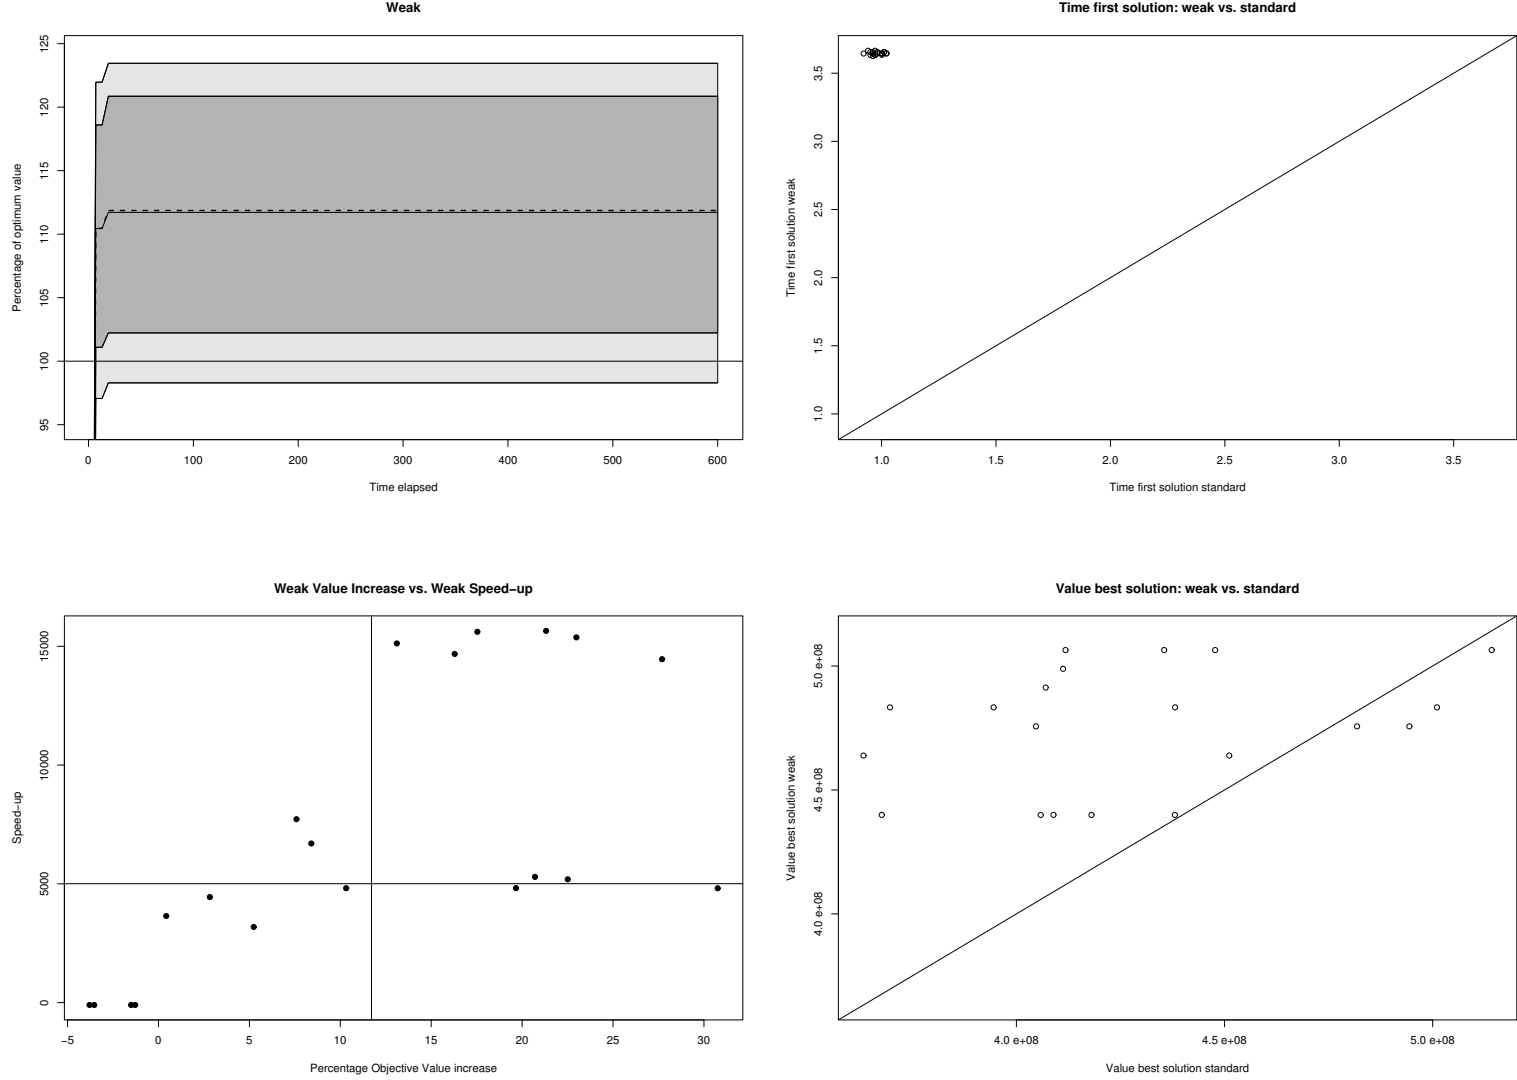 Weak
125
120
115
110
105
100
95
Percentage of optimum value
0 100 200 300 400 500 600
Time elapsed
Time first solution: weak vs. standard
3.5
3.0
2.5
2.0
1.5
1.0
Time first solution weak
1.0 1.5 2.0 2.5 3.0 3.5
Time first solution standard
Weak Value Increase vs. Weak Speed−up
15000
10000
5000
0
Speed−up
−5 0 5 10 15 20 25 30
Percentage Objective Value increase
Value best solution: weak vs. standard
5.0 e+08
4.5 e+08
4.0 e+08
Value best solution weak
4.0 e+08 4.5 e+08 5.0 e+08
Value best solution standard